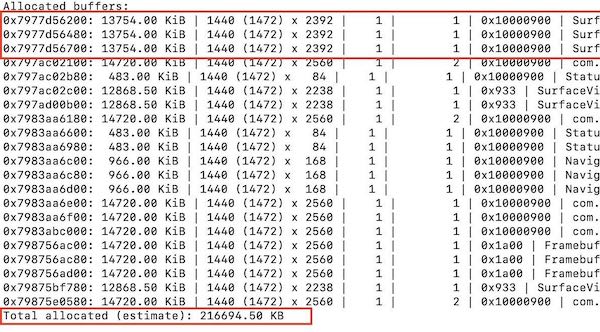 Allocated buffers:
0x7977d56200: 13754.00 KiB | 1440 (1472) x 2392 | 1 | 1 | 0x10000900 | Surf
0x7977d56480: 13754.00 KiB | 1440 (1472) x 2392 | 1 | 1 | 0x10000900 | Surf
0x7977d56700: 13754.00 KiB | 1440 (1472) x 2392 | 1 | 1 | 0x10000900 | Surf
0x797ac02100: 14720.00 KiB | 1440 (1472) x 2560 | 1 | 2 | 0x10000900 | com.
0x797ac02b80: 483.00 KiB | 1440 (1472) x 84 | 1 | 1 | 0x10000900 | Statu
0x797ac02c00: 12868.50 KiB | 1440 (1472) x 2238 | 1 | 1 | 0x933 | SurfaceVi
0x797ad00b00: 12868.50 KiB | 1440 (1472) x 2238 | 1 | 1 | 0x933 | SurfaceVi
0x7983aa6180: 14720.00 KiB | 1440 (1472) x 2560 | 1 | 2 | 0x10000900 | com.
0x7983aa6600: 483.00 KiB | 1440 (1472) x 84 | 1 | 1 | 0x10000900 | Statu
0x7983aa6980: 483.00 KiB | 1440 (1472) x 84 | 1 | 1 | 0x10000900 | Statu
0x7983aa6c00: 966.00 KiB | 1440 (1472) x 168 | 1 | 1 | 0x10000900 | Navig
0x7983aa6c80: 966.00 KiB | 1440 (1472) x 168 | 1 | 1 | 0x10000900 | Navig
0x7983aa6d00: 966.00 KiB | 1440 (1472) x 168 | 1 | 1 | 0x10000900 | Navig
0x7983aa6e00: 14720.00 KiB | 1440 (1472) x 2560 | 1 | 1 | 0x10000900 | com.
0x7983aa6f00: 14720.00 KiB | 1440 (1472) x 2560 | 1 | 1 | 0x10000900 | com.
0x7983abc000: 14720.00 KiB | 1440 (1472) x 2560 | 1 | 1 | 0x10000900 | com.
0x798756ac00: 14720.00 KiB | 1440 (1472) x 2560 | 1 | 1 | 0x1a00 | Framebuf
0x798756ac80: 14720.00 KiB | 1440 (1472) x 2560 | 1 | 1 | 0x1a00 | Framebuf
0x798756ad00: 14720.00 KiB | 1440 (1472) x 2560 | 1 | 1 | 0x1a00 | Framebuf
0x79875bf780: 12868.50 KiB | 1440 (1472) x 2238 | 1 | 1 | 0x933 | SurfaceVi
0x79875e0580: 14720.00 KiB | 1440 (1472) x 2560 | 1 | 2 | 0x10000900 | com.
Total allocated (estimate): 216694.50 KB